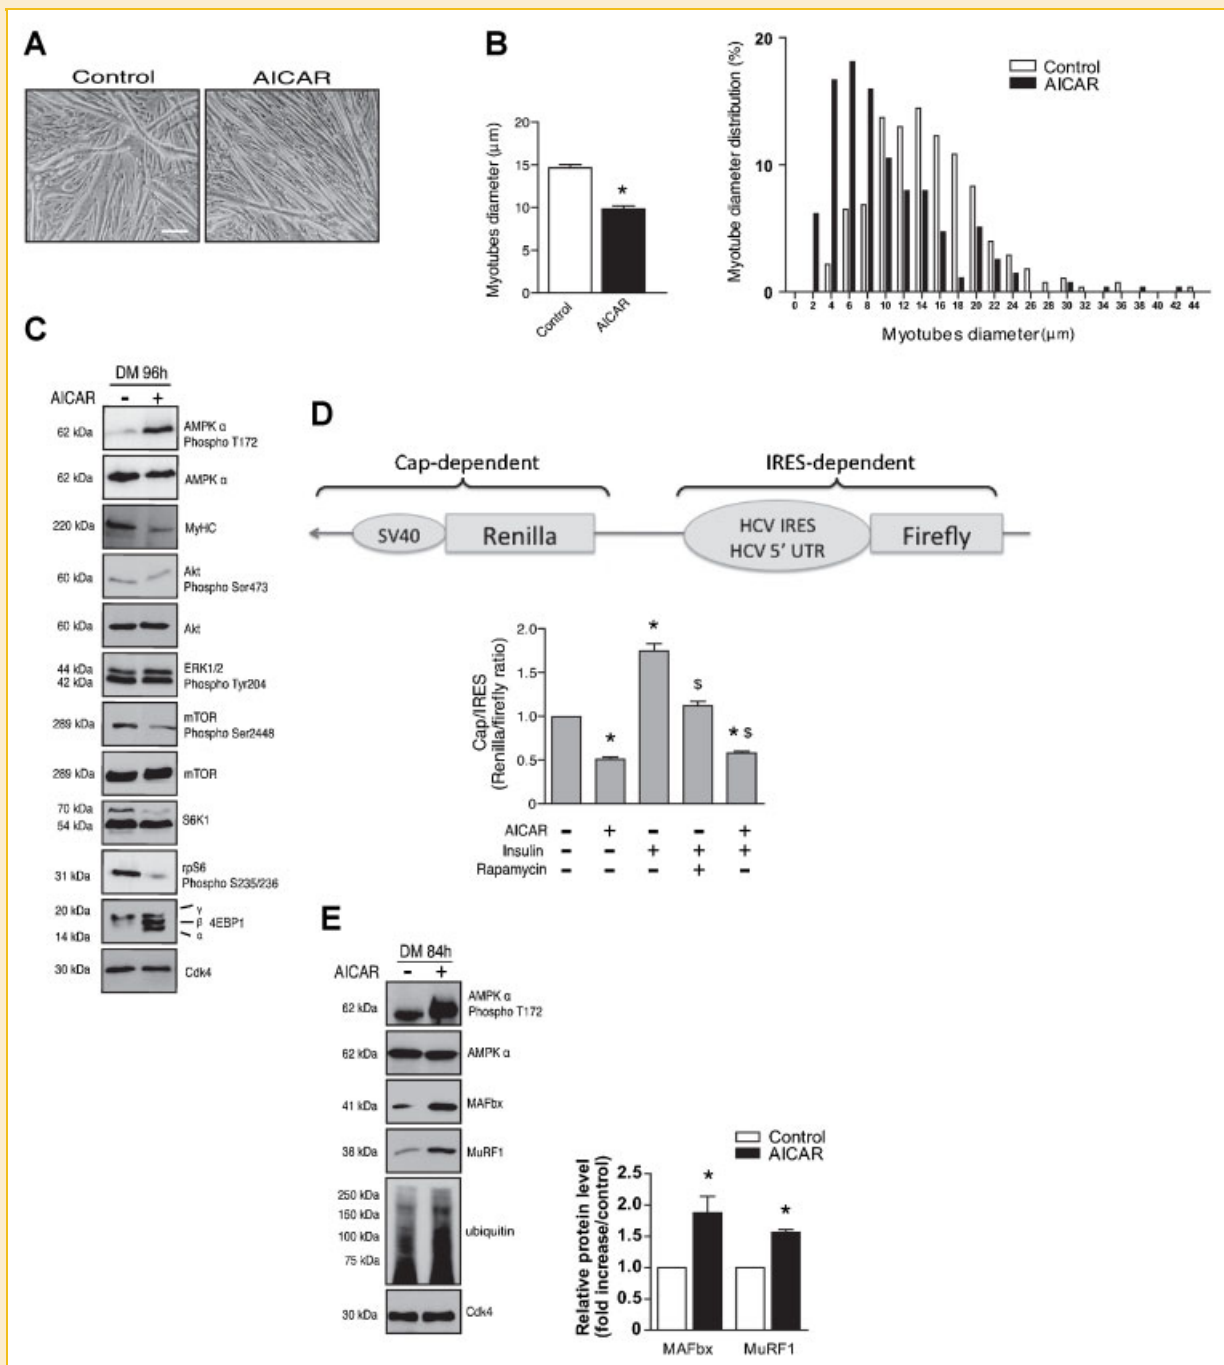 A
Control
AICAR
B
Myotubes diameter (μm)
20
15
10
5
0
Control
AICAR
*
Myotube diameter distribution (%)
20
10
0
Control
AICAR
0 2 4 6 8 10 12 14 16 18 20 22 24 26 28 30 32 34 36 38 40 42 44
Myotubes diameter (μm)
C
DM 96h
AICAR - +
62 kDa
AMPK α
Phospho T172
62 kDa
AMPK α
220 kDa
MyHC
60 kDa
Akt
Phospho Ser473
60 kDa
Akt
44 kDa
42 kDa
ERK1/2
Phospho Tyr204
289 kDa
mTOR
Phospho Ser2448
289 kDa
mTOR
70 kDa
54 kDa
S6K1
31 kDa
rpS6
Phospho S235/236
20 kDa
14 kDa
γ
β 4EBP1
α
30 kDa
Cdk4
D
Cap-dependent
IRES-dependent
SV40
Renilla
HCV IRES
HCV 5' UTR
Firefly
Cap/IRES
(Renilla/firefly ratio)
2.0
1.5
1.0
0.5
0
*
*
$
* $
AICAR - + - - +
Insulin - - + + +
Rapamycin - - - + -
E
DM 84h
AICAR - +
62 kDa
AMPK α
Phospho T172
62 kDa
AMPK α
41 kDa
MAFbx
38 kDa
MuRF1
250 kDa
150 kDa
100 kDa
75 kDa
ubiquitin
30 kDa
Cdk4
Control
AICAR
Relative protein level
(fold increase/control)
2.5
2.0
1.5
1.0
0.5
0
*
*
MAFbx
MuRF1